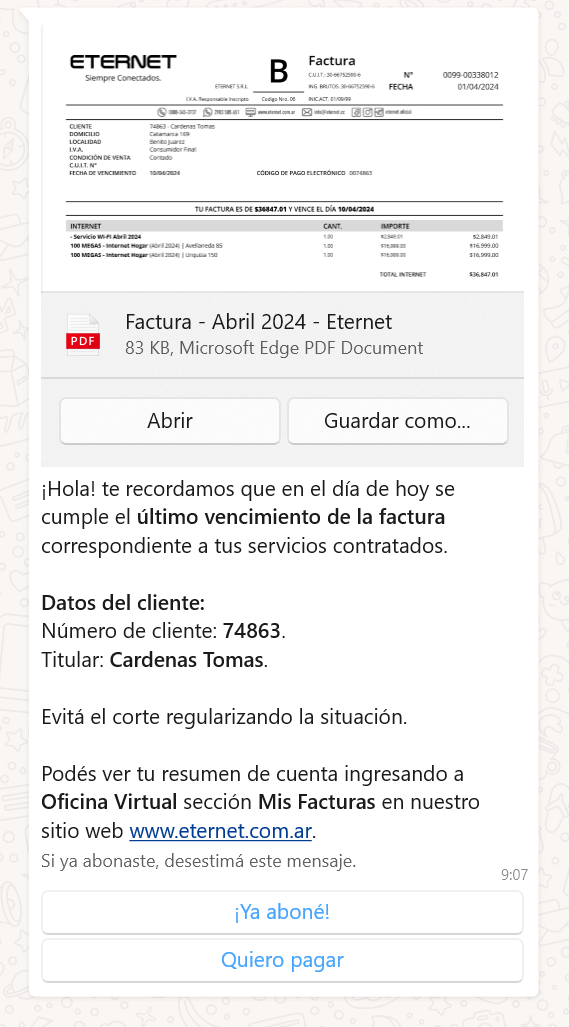 ETERNET
Siempre Conectados.
ETERNET S.R.L.
I.V.A. Responsable Inscripto
B
Codigo Nro. 06
Factura
C.U.I.T.: 30-66752590-6
ING. BRUTOS: 30-66752590-6
INIC.ACT. 01/09/99
N° 0099-00338012
FECHA 01/04/2024
www.eternet.com.ar info@eternet.cc eternet.oficial
CLIENTE 74863 - Cardenas Tomas
DOMICILIO Catamarca 169
LOCALIDAD Benito Juarez
I.V.A. Consumidor Final
CONDICIÓN DE VENTA Contado
C.U.I.T. N°
FECHA DE VENCIMIENTO 10/04/2024 CÓDIGO DE PAGO ELECTRÓNICO 0074863
TU FACTURA ES DE $36847.01 Y VENCE EL DÍA 10/04/2024
INTERNET CANT. IMPORTE
- Servicio WI-FI Abril 2024 1.00 $2,849.01 $2,849.01
100 MEGAS - Internet Hogar (Abril 2024) | Avellaneda 85 1.00 $16,999.00 $16,999.00
100 MEGAS - Internet Hogar (Abril 2024) | Urquiza 150 1.00 $16,999.00 $16,999.00
TOTAL INTERNET $36,847.01
PDF
Factura - Abril 2024 - Eternet
83 KB, Microsoft Edge PDF Document
Abrir
Guardar como...
¡Hola! te recordamos que en el día de hoy se
cumple el último vencimiento de la factura
correspondiente a tus servicios contratados.
Datos del cliente:
Número de cliente: 74863.
Titular: Cardenas Tomas.
Evitá el corte regularizando la situación.
Podés ver tu resumen de cuenta ingresando a
Oficina Virtual sección Mis Facturas en nuestro
sitio web www.eternet.com.ar.
Si ya abonaste, desestimá este mensaje.
9:07
¡Ya aboné!
Quiero pagar